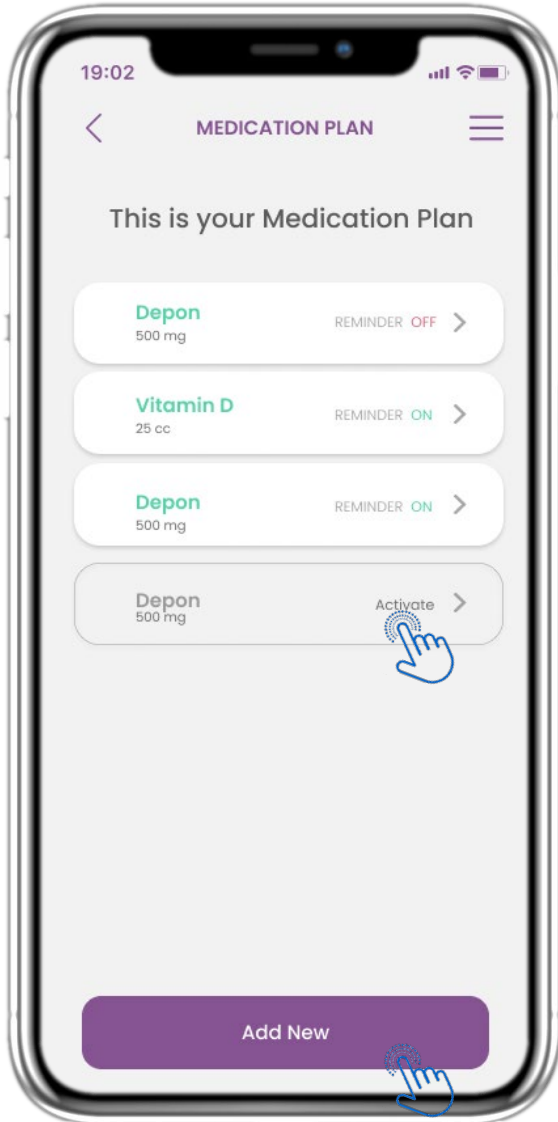 19:02
MEDICATION PLAN
This is your Medication Plan
Depon
500 mg
REMINDER OFF
Vitamin D
25 cc
REMINDER ON
Depon
500 mg
REMINDER ON
Depon
500 mg
Activate
Add New